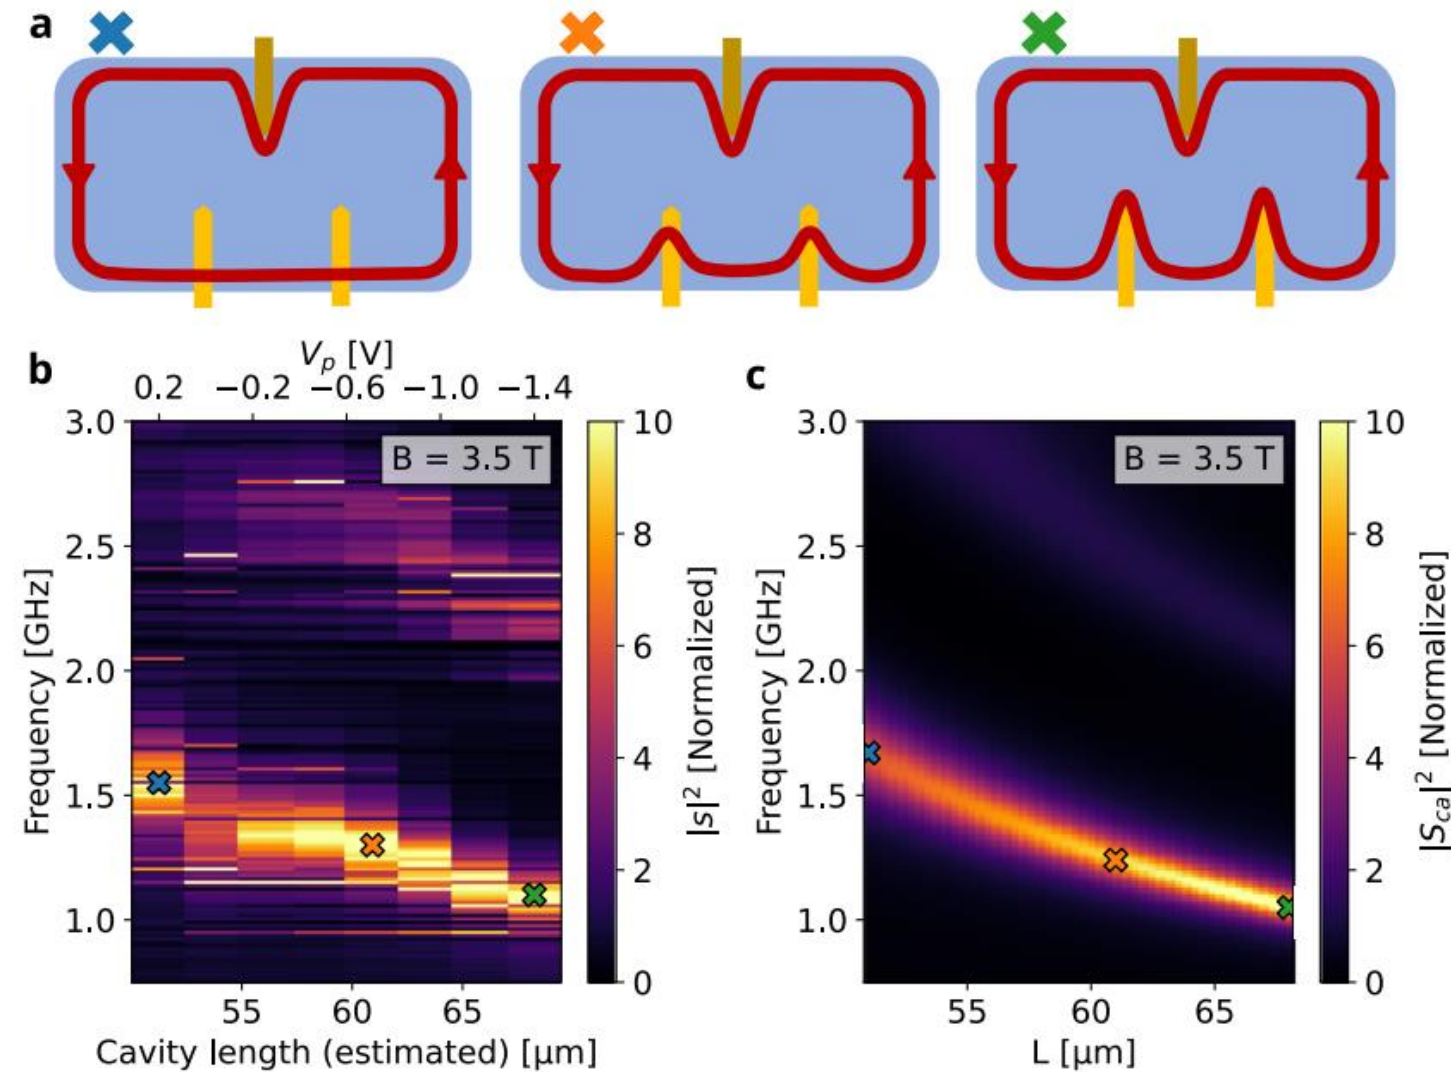 a
b
V_p [V]
0.2 −0.2 −0.6 −1.0 −1.4
3.0
2.5
2.0
1.5
1.0
B = 3.5 T
55 60 65
Cavity length (estimated) [μm]
Frequency [GHz]
10
8
6
4
2
0
|s|² [Normalized]
c
3.0
2.5
2.0
1.5
1.0
B = 3.5 T
55 60 65
L [μm]
Frequency [GHz]
10
8
6
4
2
0
|S_ca|² [Normalized]